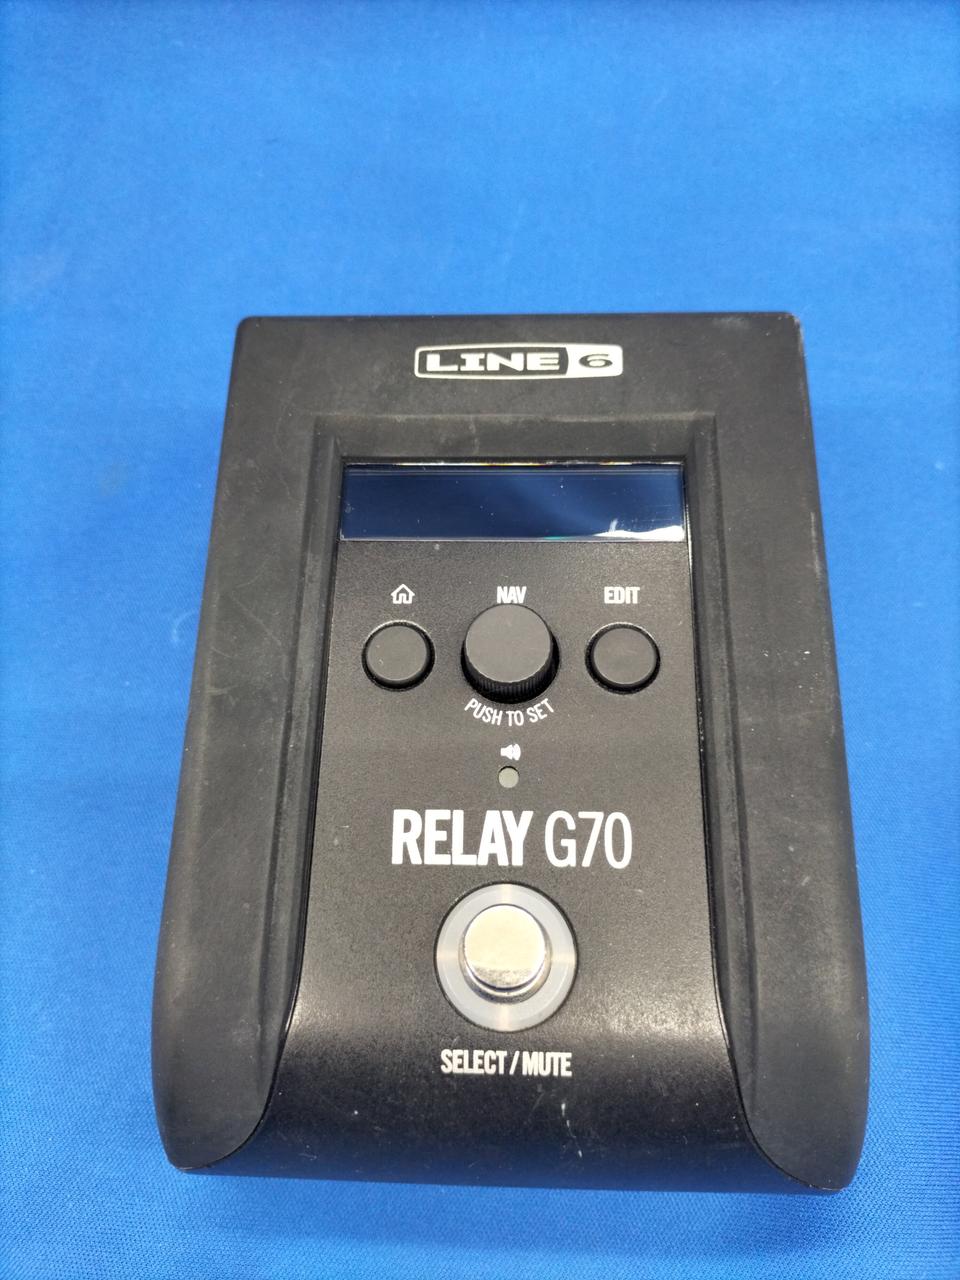 LINE 6
NAV
EDIT
PUSH TO SET
RELAY G70
SELECT/MUTE